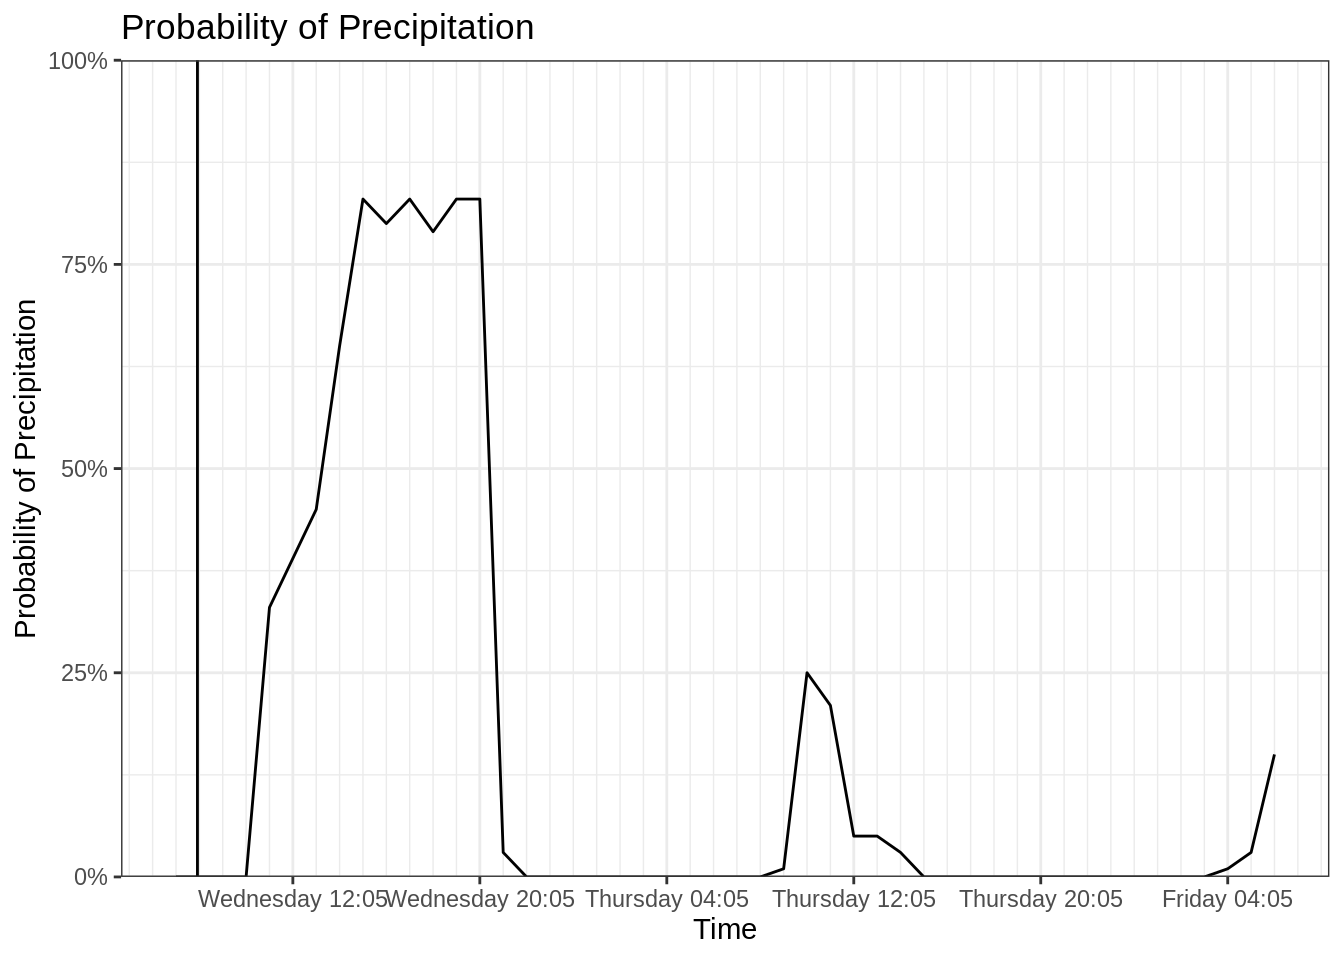 Probability of Precipitation
100%
75%
50%
25%
0%
Probability of Precipitation
Wednesday 12:05 Wednesday 20:05 Thursday 04:05 Thursday 12:05 Thursday 20:05 Friday 04:05
Time